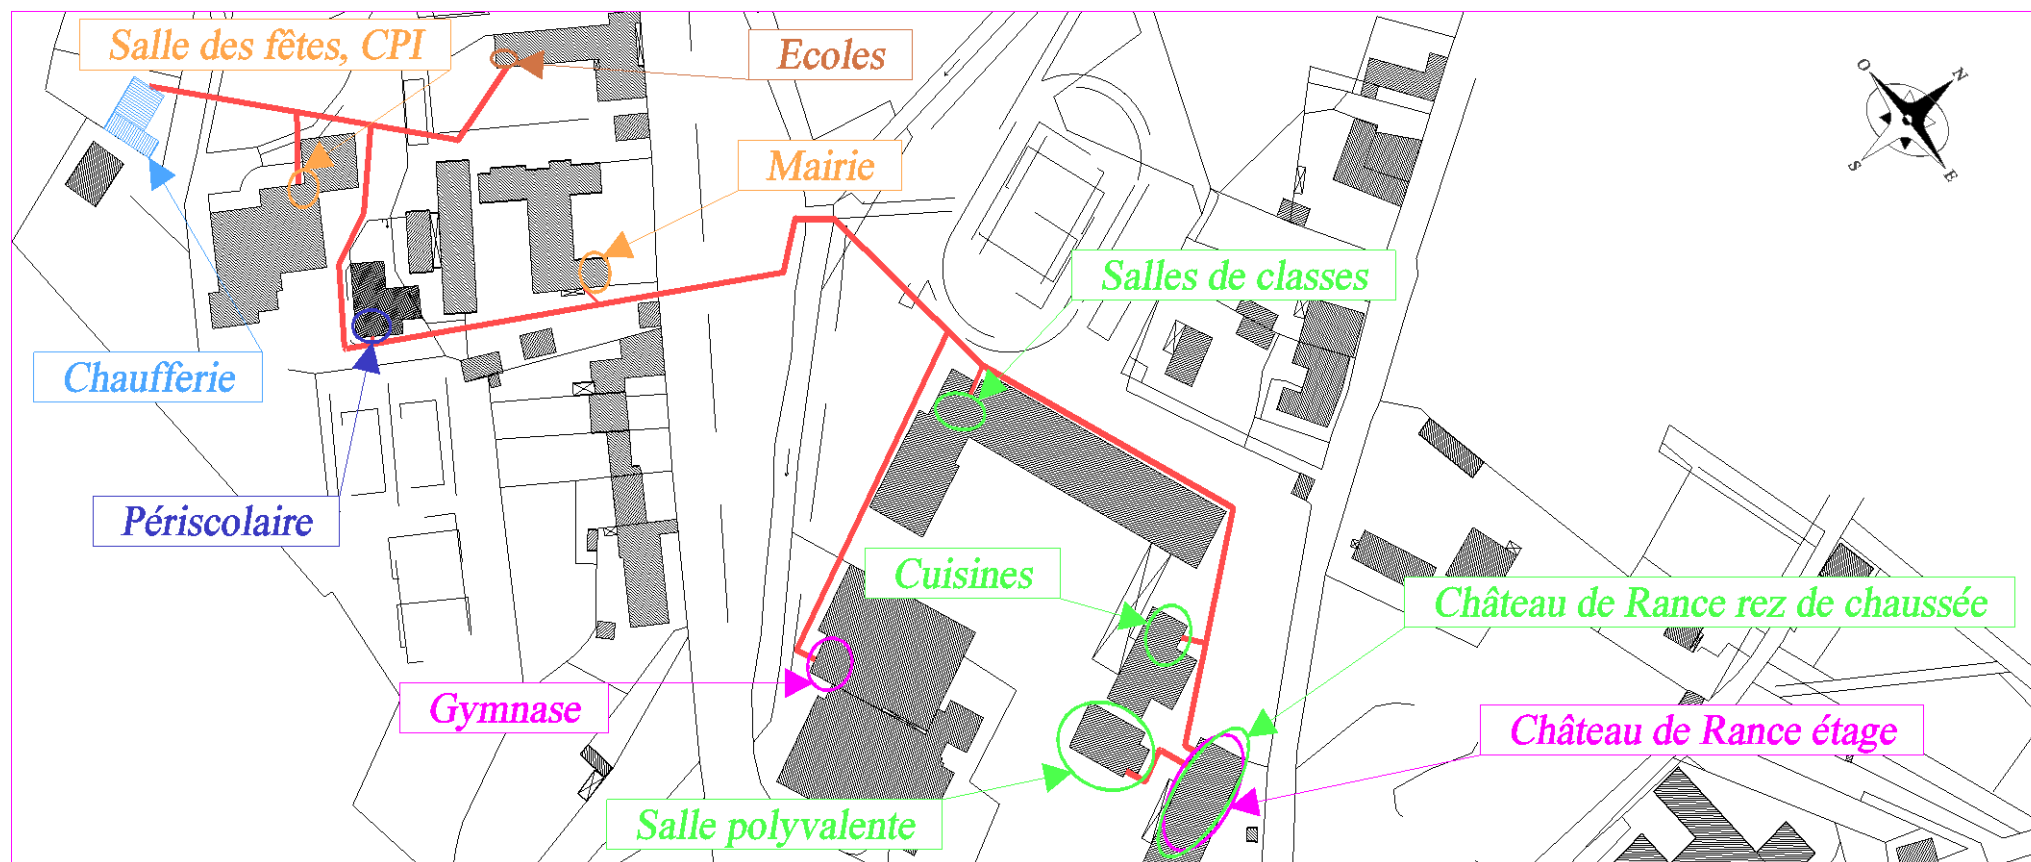 Salle des fêtes, CPI
Ecoles
O
N
S
E
Mairie
Salles de classes
Chaufferie
Périscolaire
Cuisines
Château de Rance rez de chaussée
Gymnase
Château de Rance étage
Salle polyvalente